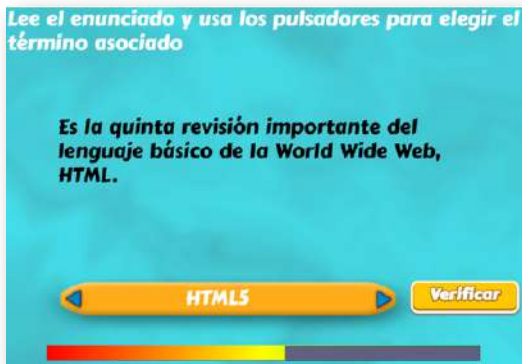 Lee el enunciado y usa los pulsadores para elegir el
término asociado
Es la quinta revisión importante del
lenguaje básico de la World Wide Web,
HTML.
HTML5
Verificar